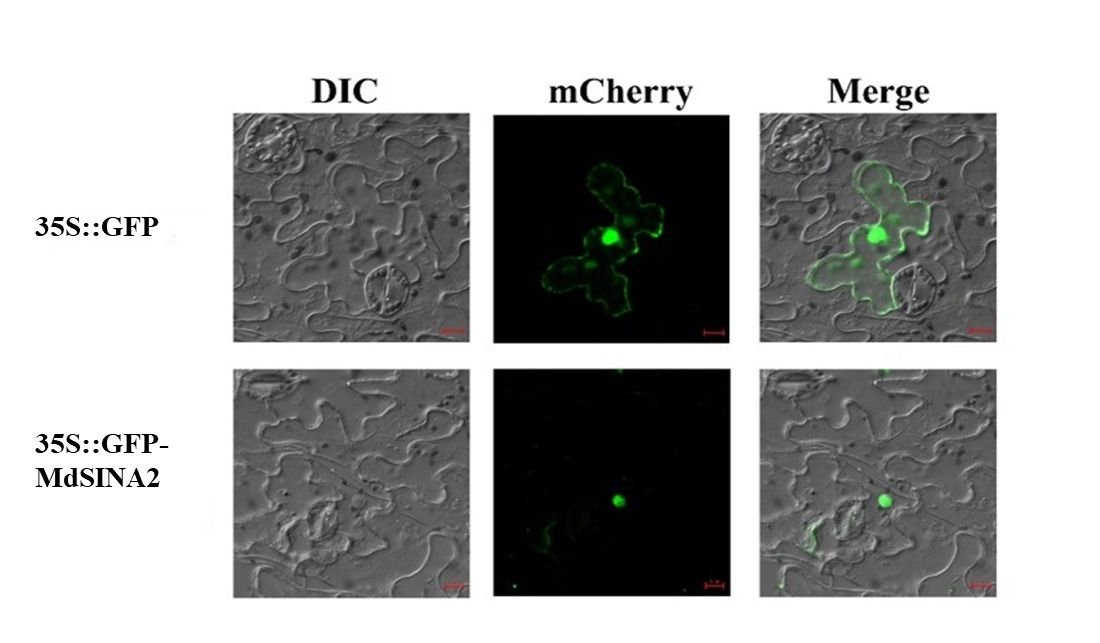 DIC mCherry Merge
35S::GFP
35S::GFP-
MdSINA2